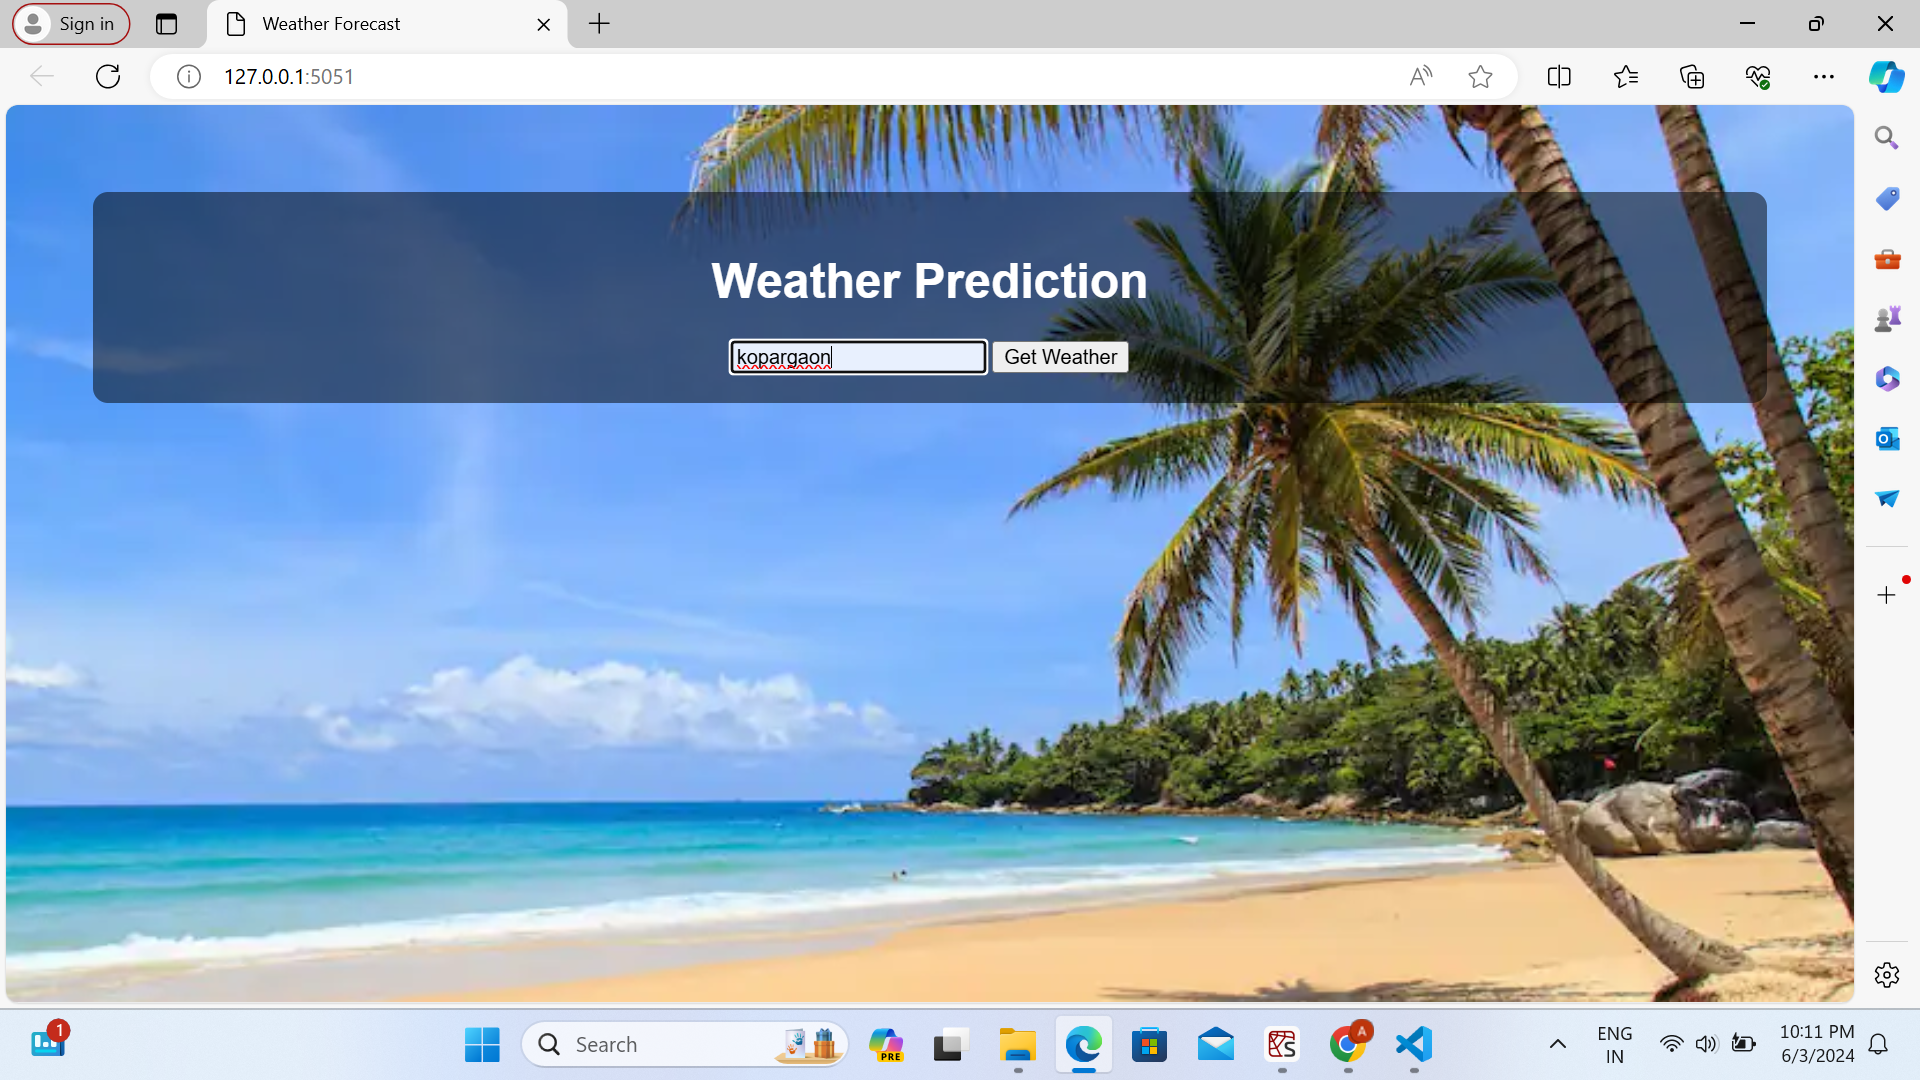 Sign in
Weather Forecast
127.0.0.1:5051
Weather Prediction
kopargaon
Get Weather
1
Search
PRE
A
ENG
IN
10:11 PM
6/3/2024